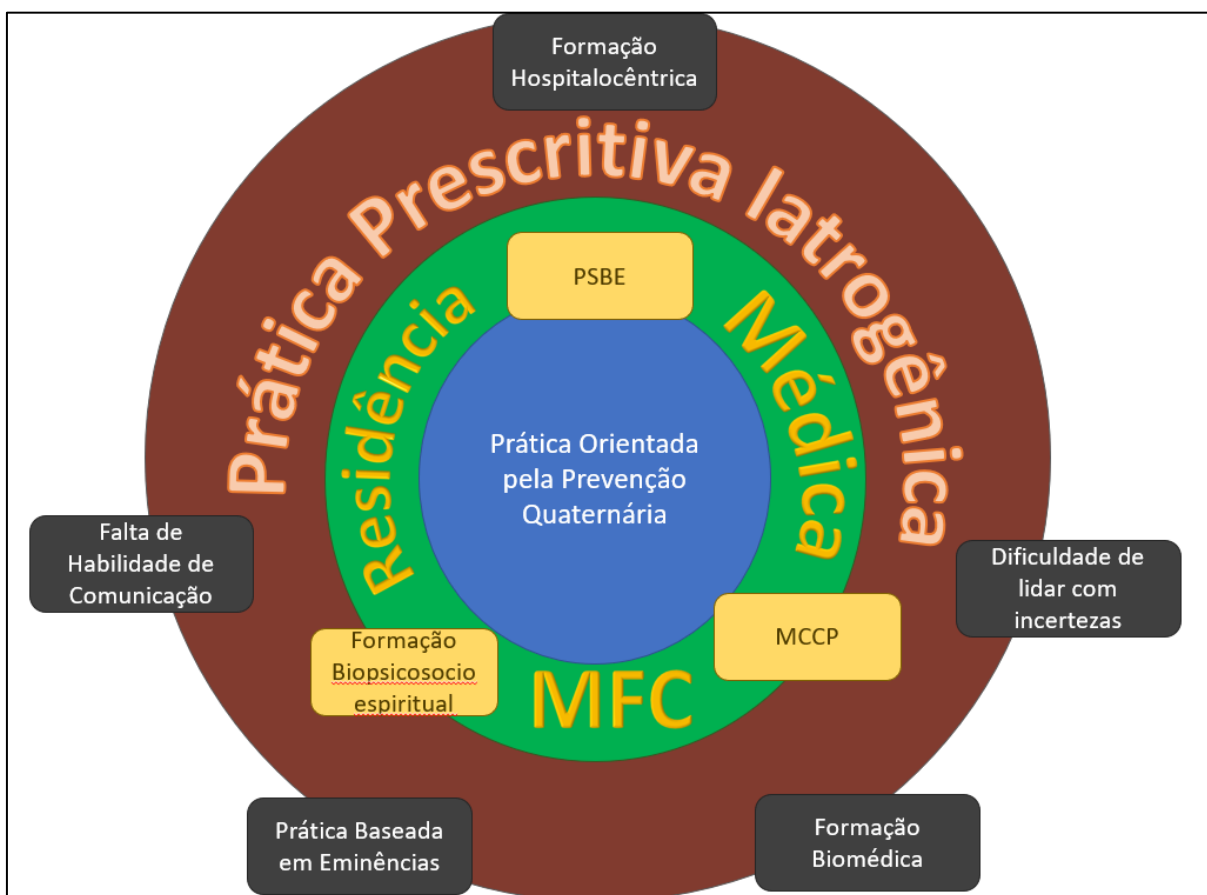 Formação
Hospitalocêntrica
Prática Prescritiva Iatrogênica
PSBE
Residência
Médica
Prática Orientada
pela Prevenção
Quaternária
Falta de
Habilidade de
Comunicação
Dificuldade de
lidar com
incertezas
MCCP
Formação
Biopsicosocio
espiritual
MFC
Prática Baseada
em Eminências
Formação
Biomédica